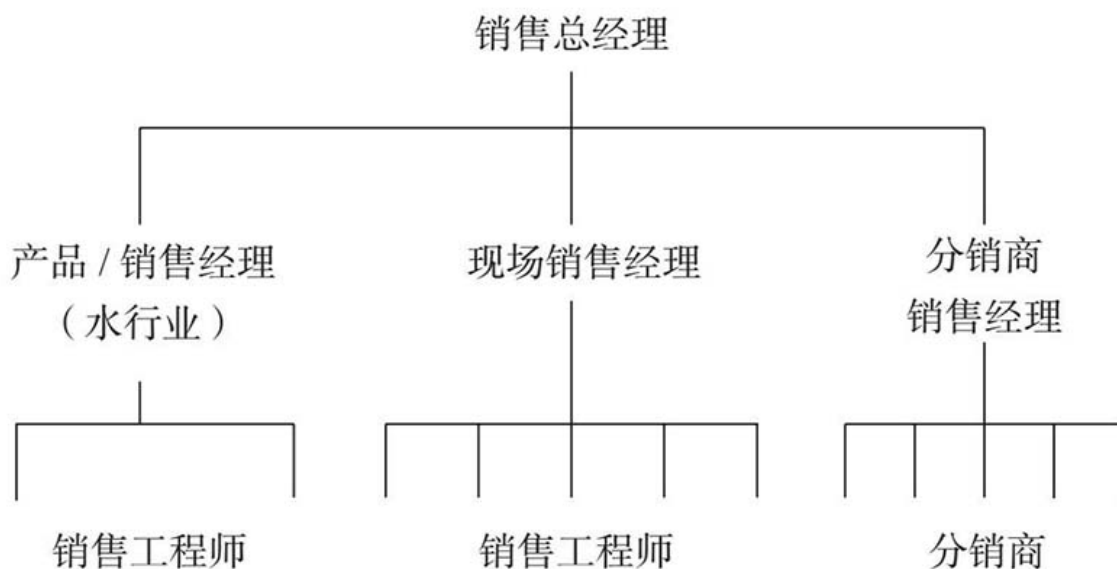 销售总经理
产品 / 销售经理
（水行业）
现场销售经理
分销商
销售经理
销售工程师
销售工程师
分销商